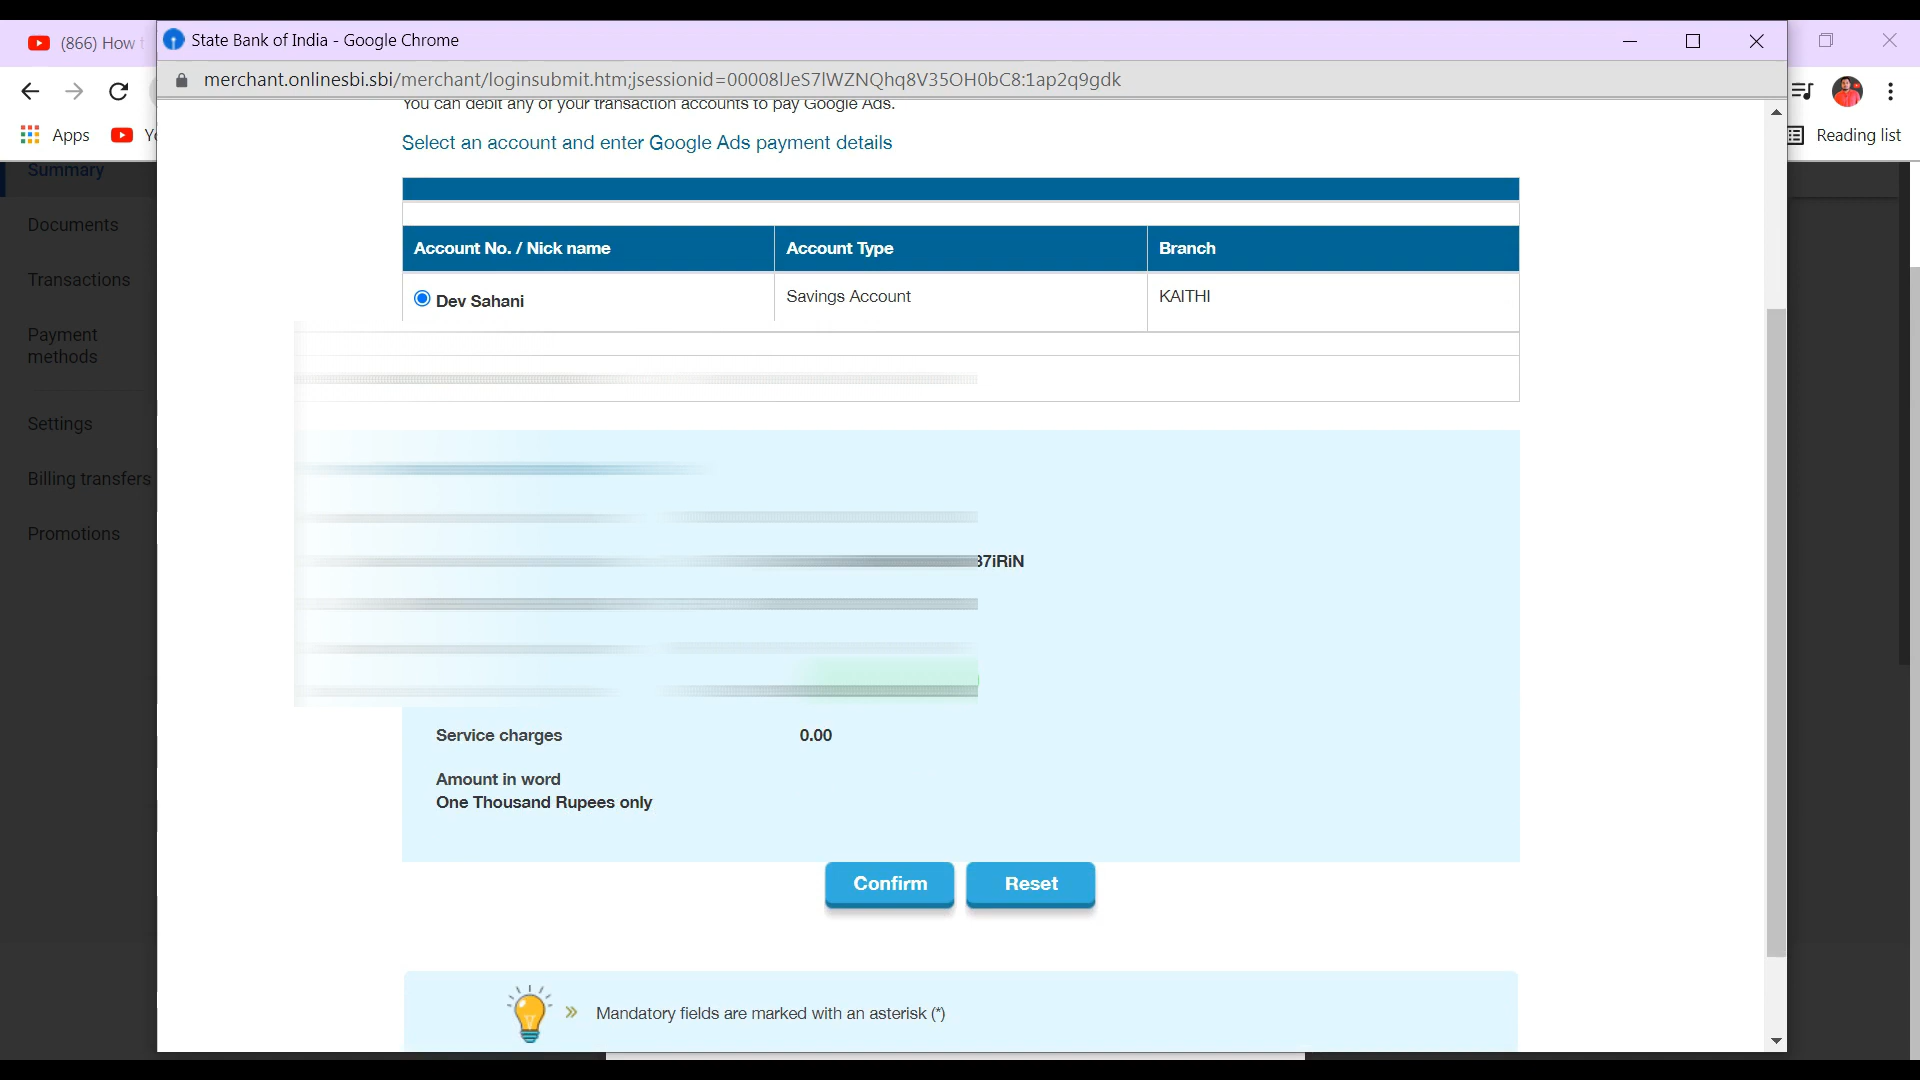 (866) How
State Bank of India - Google Chrome
merchant.onlinesbi.sbi/merchant/loginsubmit.htm;jsessionid=00008lJeS7lWZNQhq8V35OH0bC8:1ap2q9gdk
Apps
Reading list
You can debit any of your transaction accounts to pay Google Ads.
Select an account and enter Google Ads payment details
Summary
Documents
Transactions
Payment
methods
Settings
Billing transfers
Promotions
Account No. / Nick name Account Type Branch
Dev Sahani Savings Account KAITHI
37iRiN
Service charges 0.00
Amount in word
One Thousand Rupees only
Confirm Reset
» Mandatory fields are marked with an asterisk (*)